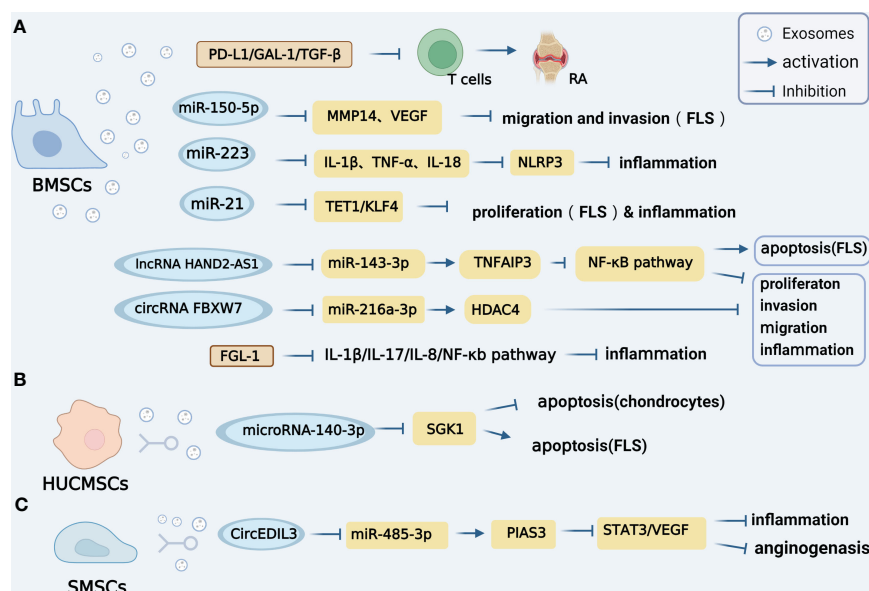 A
PD-L1/GAL-1/TGF-β
T cells
RA
Exosomes
activation
Inhibition
BMSCs
miR-150-5p
MMP14、VEGF
migration and invasion（FLS）
miR-223
IL-1β、TNF-α、IL-18
NLRP3
inflammation
miR-21
TET1/KLF4
proliferation（FLS）& inflammation
lncRNA HAND2-AS1
miR-143-3p
TNFAIP3
NF-κB pathway
apoptosis(FLS)
proliferaton
invasion
migration
inflammation
circRNA FBXW7
miR-216a-3p
HDAC4
FGL-1
IL-1β/IL-17/IL-8/NF-κb pathway
inflammation
B
HUCMSCs
microRNA-140-3p
SGK1
apoptosis(chondrocytes)
apoptosis(FLS)
C
SMSCs
CircEDIL3
miR-485-3p
PIAS3
STAT3/VEGF
inflammation
anginogenasis